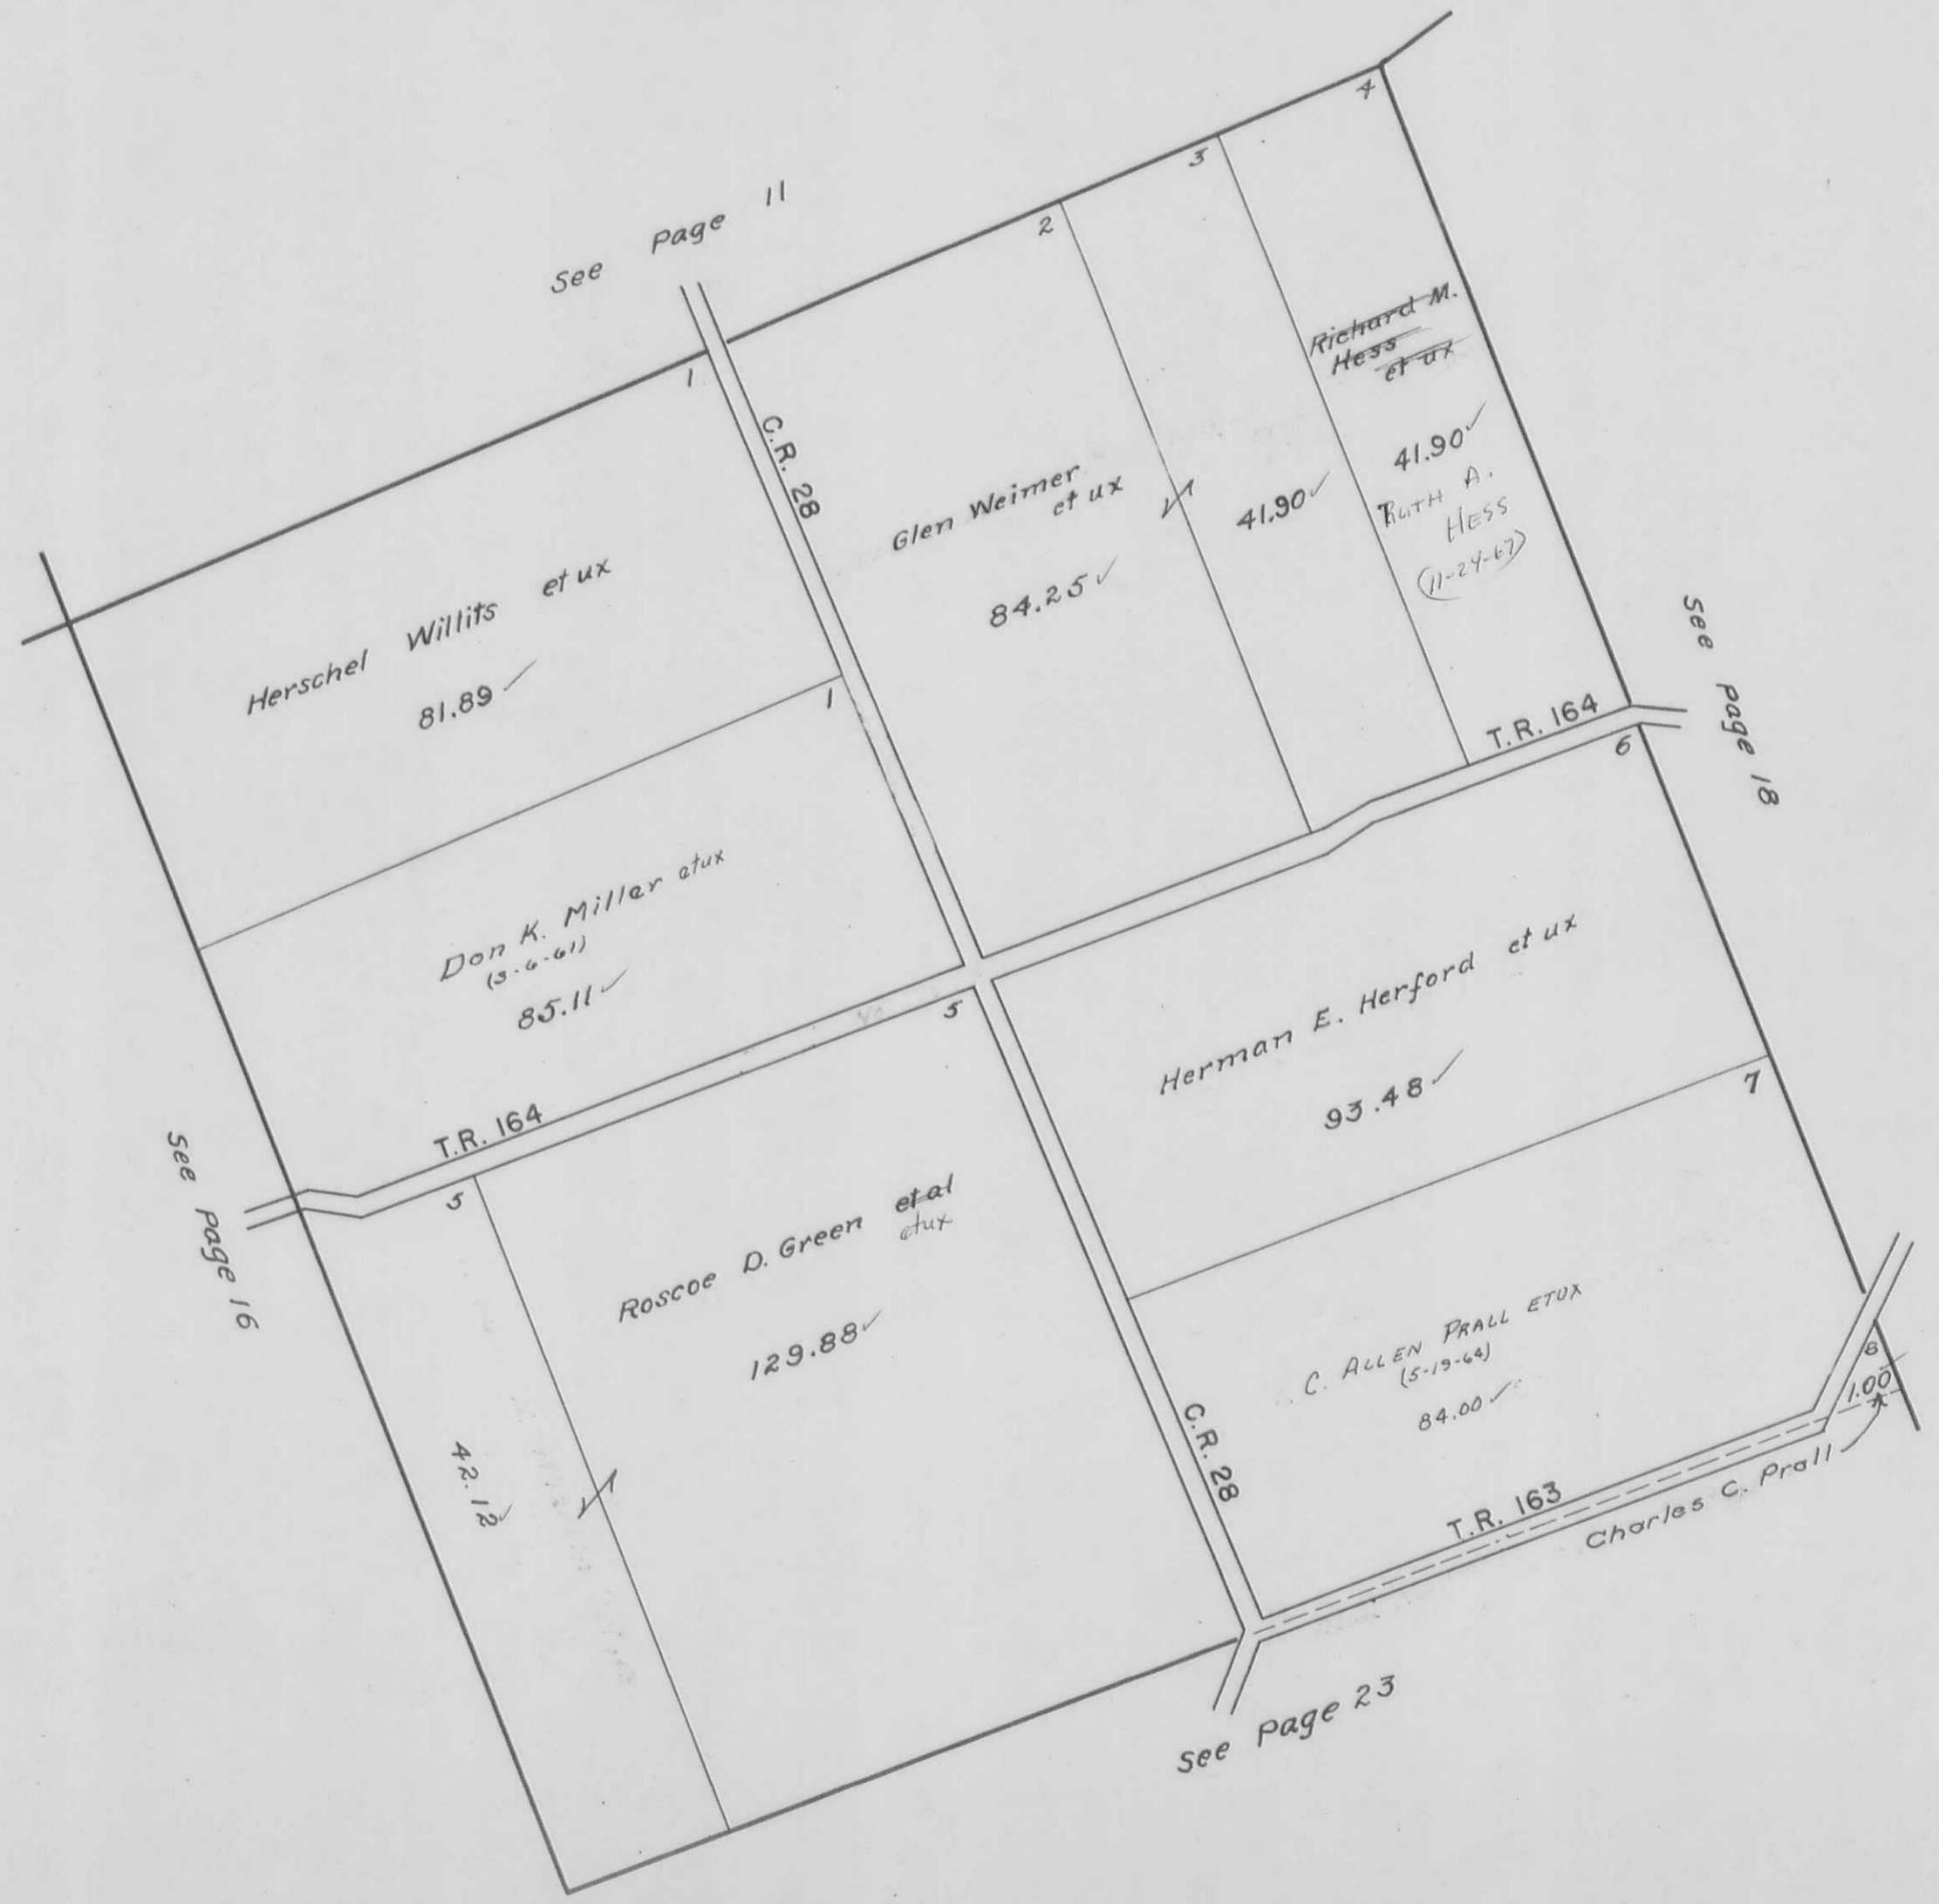 See Page 11
4
3
2
1
C.R. 28
Richard M.
Hess
et ux
41.90
RUTH A.
HESS
(11-24-67)
41.90
Glen Weimer
et ux
84.25
Herschel Willits et ux
81.89
1
Don K. Miller etux
(3-6-61)
85.11
T.R. 164
T.R. 164
See Page 18
6
Herman E. Herford et ux
93.48
7
5
5
See Page 16
Roscoe D. Green et al
etux
129.88
42.12
C. ALLEN PRALL ETUX
(5-19-64)
84.00
C.R. 28
8
1.00
T.R. 163
Charles C. Prall
See Page 23